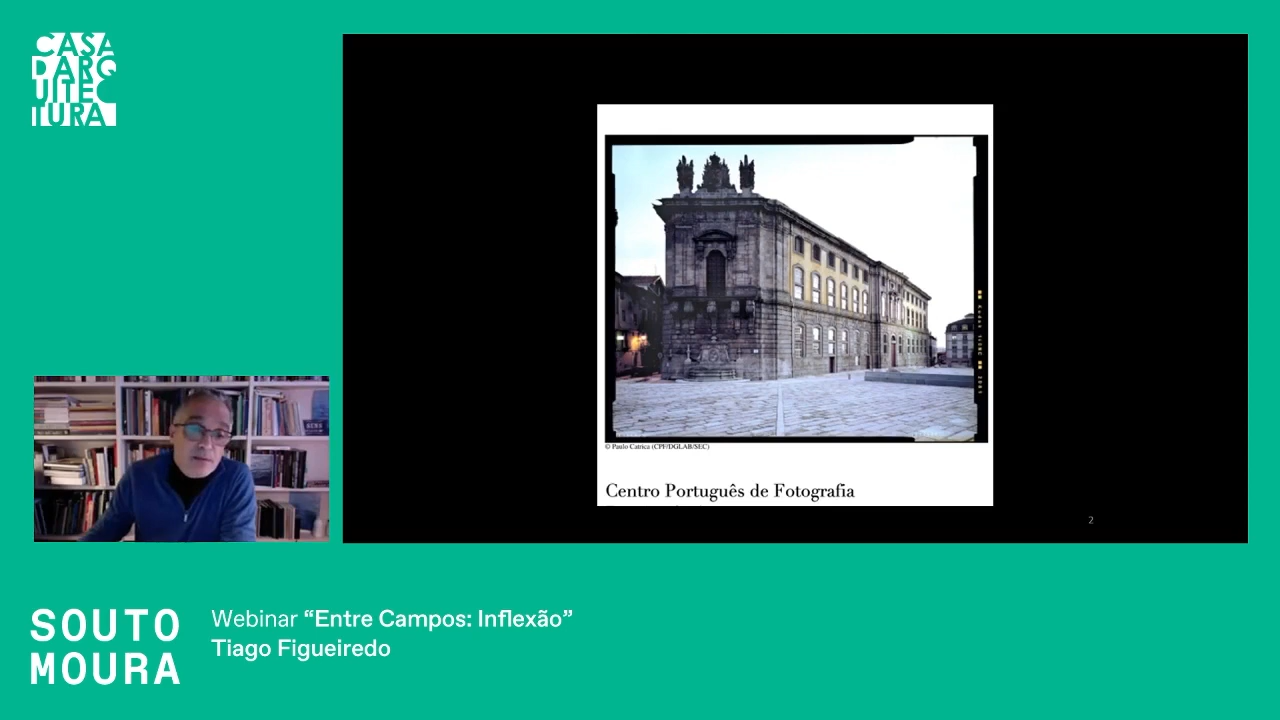 CASA
DARQ
UITEC
TURA
© Paulo Catrica (CPF/DGLAB/SEC)
Centro Português de Fotografia
2
SOUTO
MOURA
Webinar “Entre Campos: Inflexão”
Tiago Figueiredo